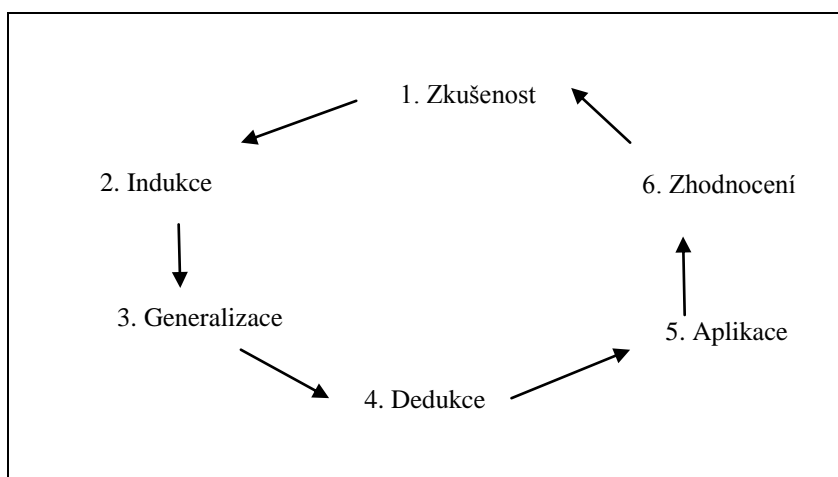 1. Zkušenost
2. Indukce
3. Generalizace
4. Dedukce
5. Aplikace
6. Zhodnocení